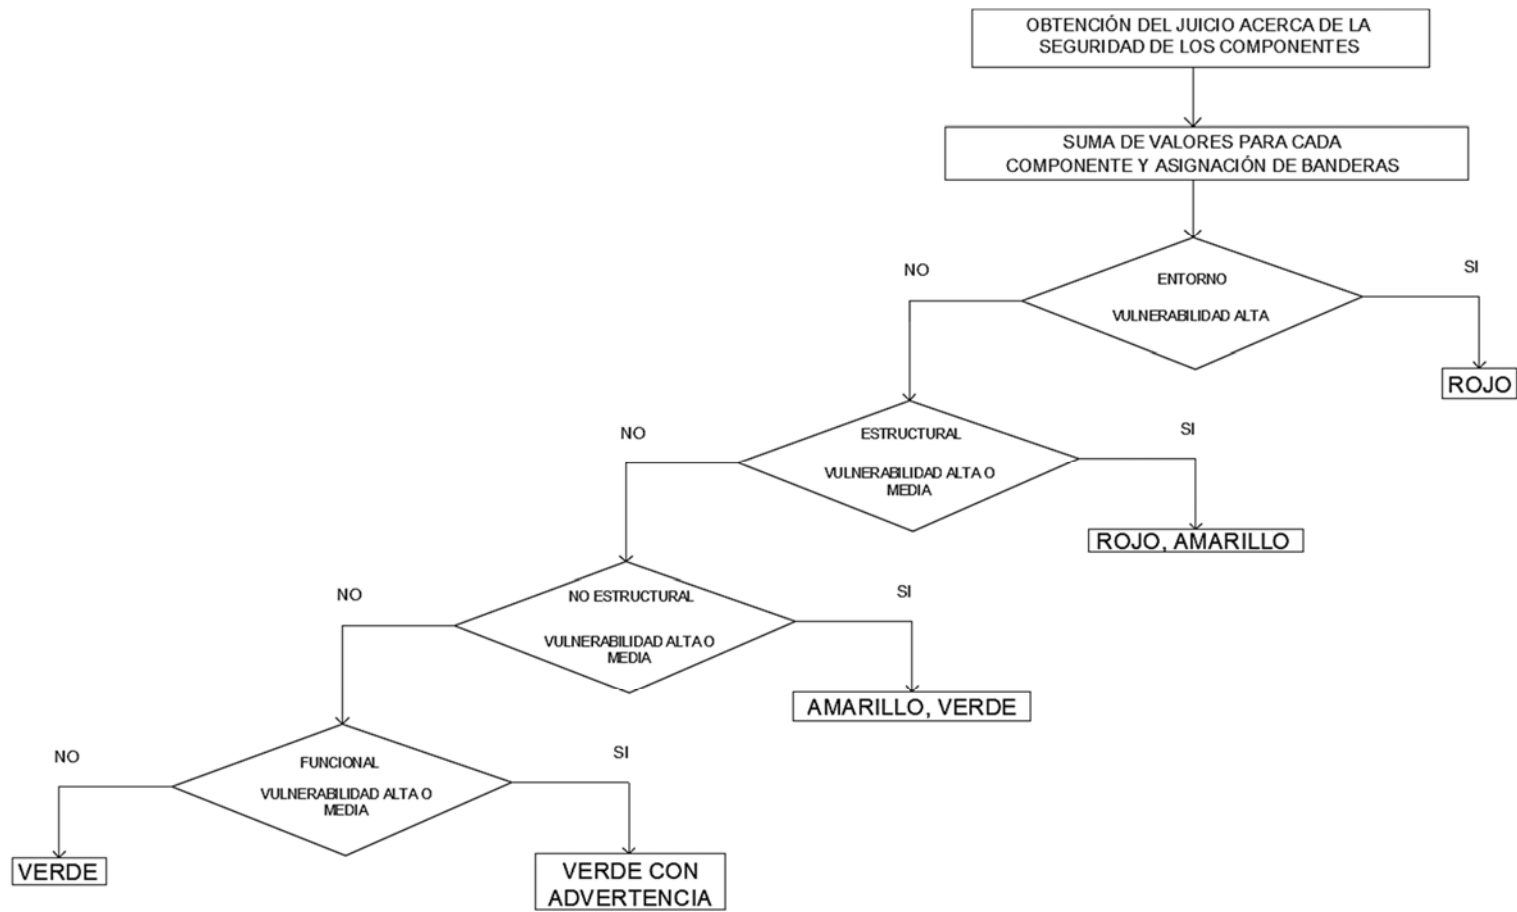 OBTENCIÓN DEL JUICIO ACERCA DE LA
SEGURIDAD DE LOS COMPONENTES
SUMA DE VALORES PARA CADA
COMPONENTE Y ASIGNACIÓN DE BANDERAS
NO
SI
ENTORNO
VULNERABILIDAD ALTA
ROJO
NO
SI
ESTRUCTURAL
VULNERABILIDAD ALTA O
MEDIA
ROJO, AMARILLO
NO
SI
NO ESTRUCTURAL
VULNERABILIDAD ALTA O
MEDIA
AMARILLO, VERDE
NO
SI
FUNCIONAL
VULNERABILIDAD ALTA O
MEDIA
VERDE
VERDE CON
ADVERTENCIA